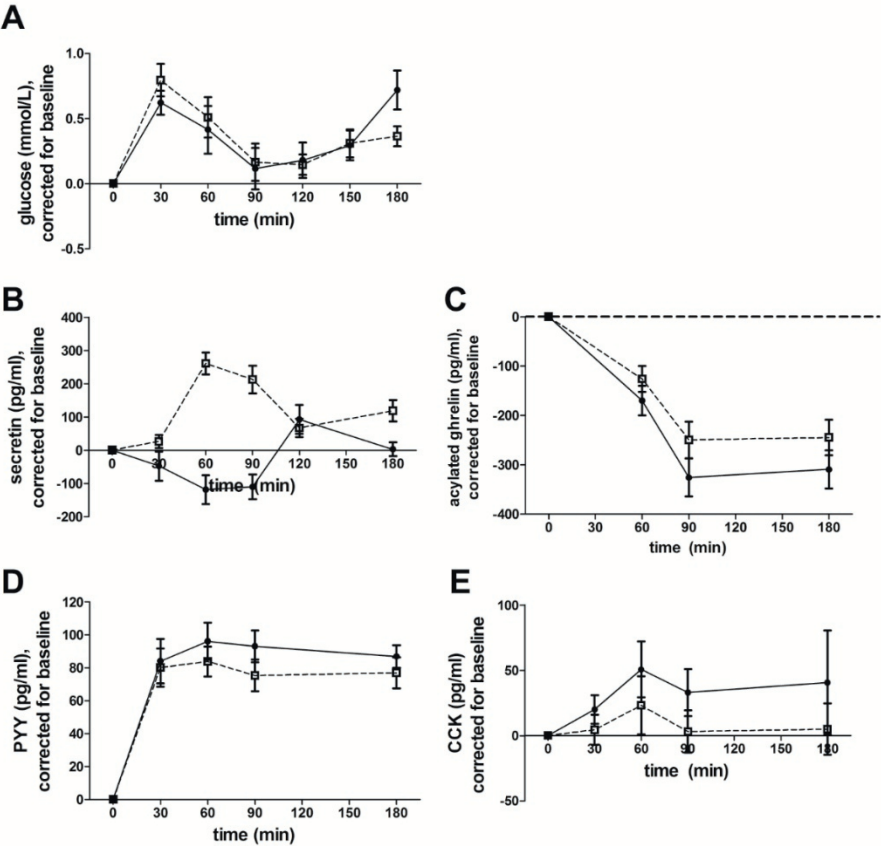 A
glucose (mmol/L),
corrected for baseline
1.0
0.5
0.0
-0.5
0 30 60 90 120 150 180
time (min)
B
secretin (pg/ml),
corrected for baseline
400
300
200
100
0
-100
-200
0 30 60 90 120 150 180
time (min)
C
acylated ghrelin (pg/ml),
corrected for baseline
0
-100
-200
-300
-400
0 30 60 90 120 150 180
time (min)
D
PYY (pg/ml),
corrected for baseline
120
100
80
60
40
20
0
0 30 60 90 120 150 180
time (min)
E
CCK (pg/ml)
corrected for baseline
100
50
0
-50
0 30 60 90 120 150 180
time (min)